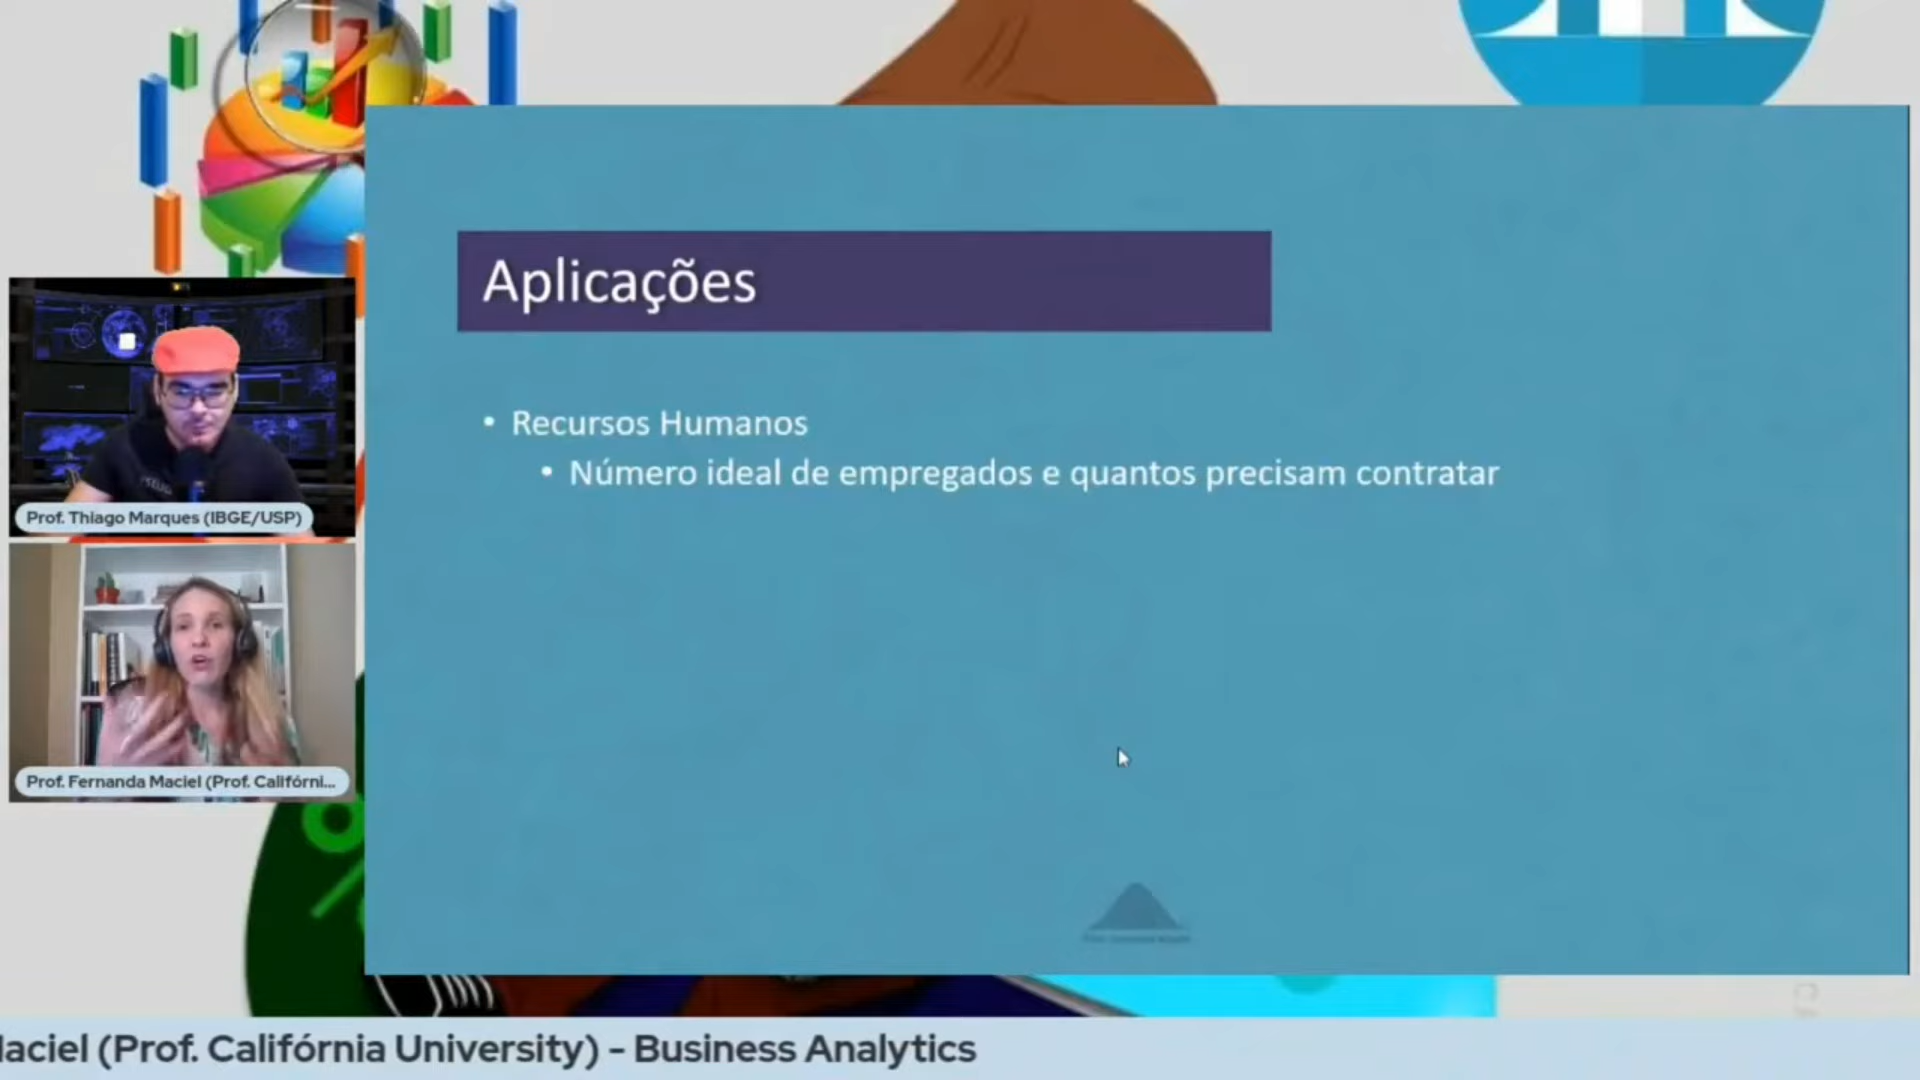 Aplicações
• Recursos Humanos
• Número ideal de empregados e quantos precisam contratar
Prof. Thiago Marques (IBGE/USP)
Prof. Fernanda Maciel (Prof. Califórni...
(Prof. Califórnia University) - Business Analytics